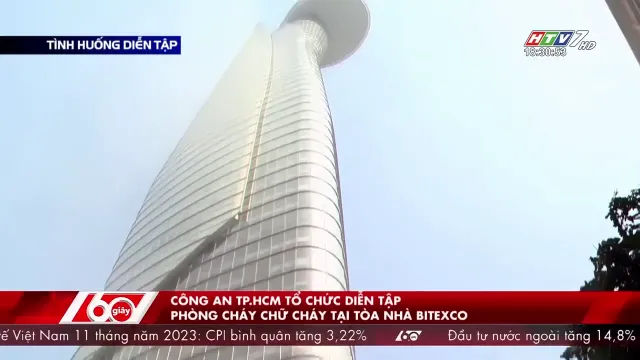 TÌNH HUỐNG DIỄN TẬP
HTV7 HD
18:30:53
60 giây
CÔNG AN TP.HCM TỔ CHỨC DIỄN TẬP
PHÒNG CHÁY CHỮ CHÁY TẠI TÒA NHÀ BITEXCO
tế Việt Nam 11 tháng năm 2023: CPI bình quân tăng 3,22% 60 Đầu tư nước ngoài tăng 14,8%